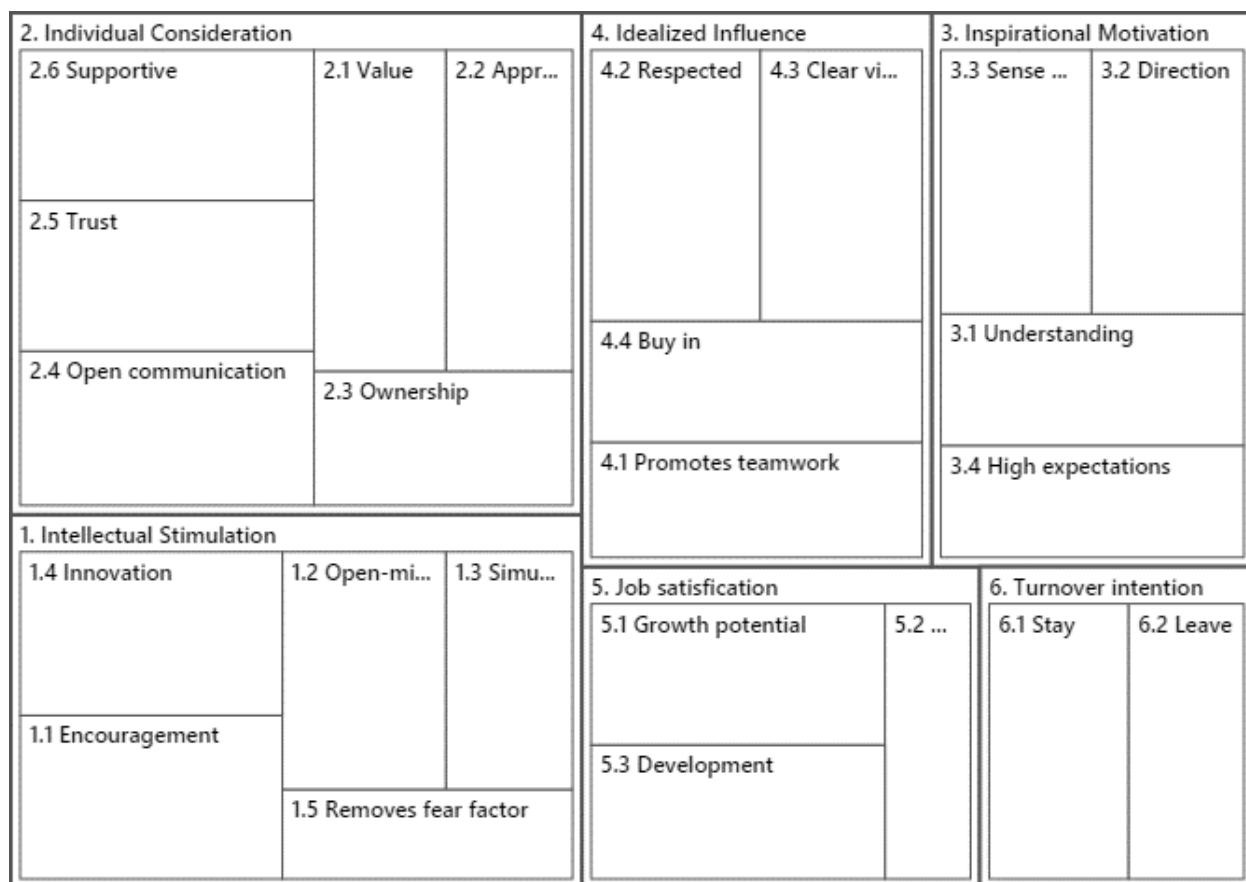 2. Individual Consideration
2.6 Supportive
2.1 Value
2.2 Appr...
2.5 Trust
2.4 Open communication
2.3 Ownership
4. Idealized Influence
4.2 Respected
4.3 Clear vi...
4.4 Buy in
4.1 Promotes teamwork
3. Inspirational Motivation
3.3 Sense ...
3.2 Direction
3.1 Understanding
3.4 High expectations
1. Intellectual Stimulation
1.4 Innovation
1.2 Open-mi...
1.3 Simu...
1.1 Encouragement
1.5 Removes fear factor
5. Job satisfication
5.1 Growth potential
5.2 ...
5.3 Development
6. Turnover intention
6.1 Stay
6.2 Leave